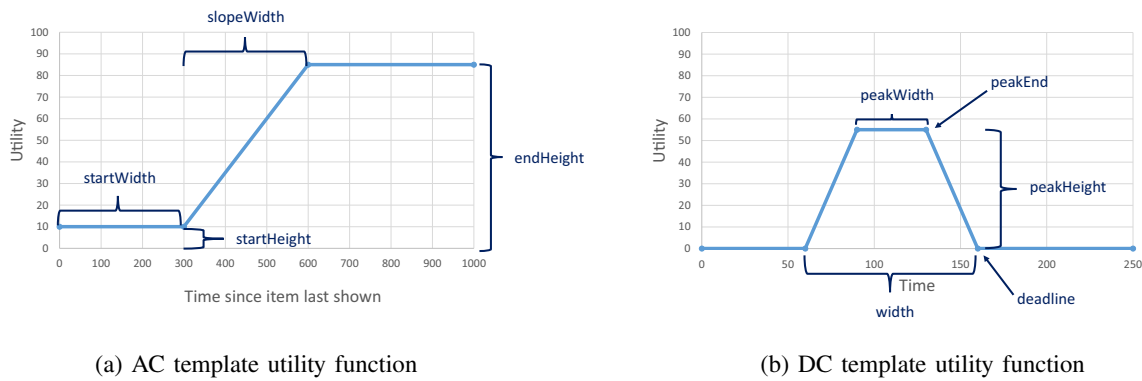 slopeWidth
100
90
80
70
60
50
40
30
20
10
0
Utility
startWidth
startHeight
endHeight
0 100 200 300 400 500 600 700 800 900 1000
Time since item last shown
(a) AC template utility function
100
90
80
70
60
50
40
30
20
10
0
Utility
peakWidth
peakEnd
peakHeight
0 50 100 150 200 250
Time
width
deadline
(b) DC template utility function